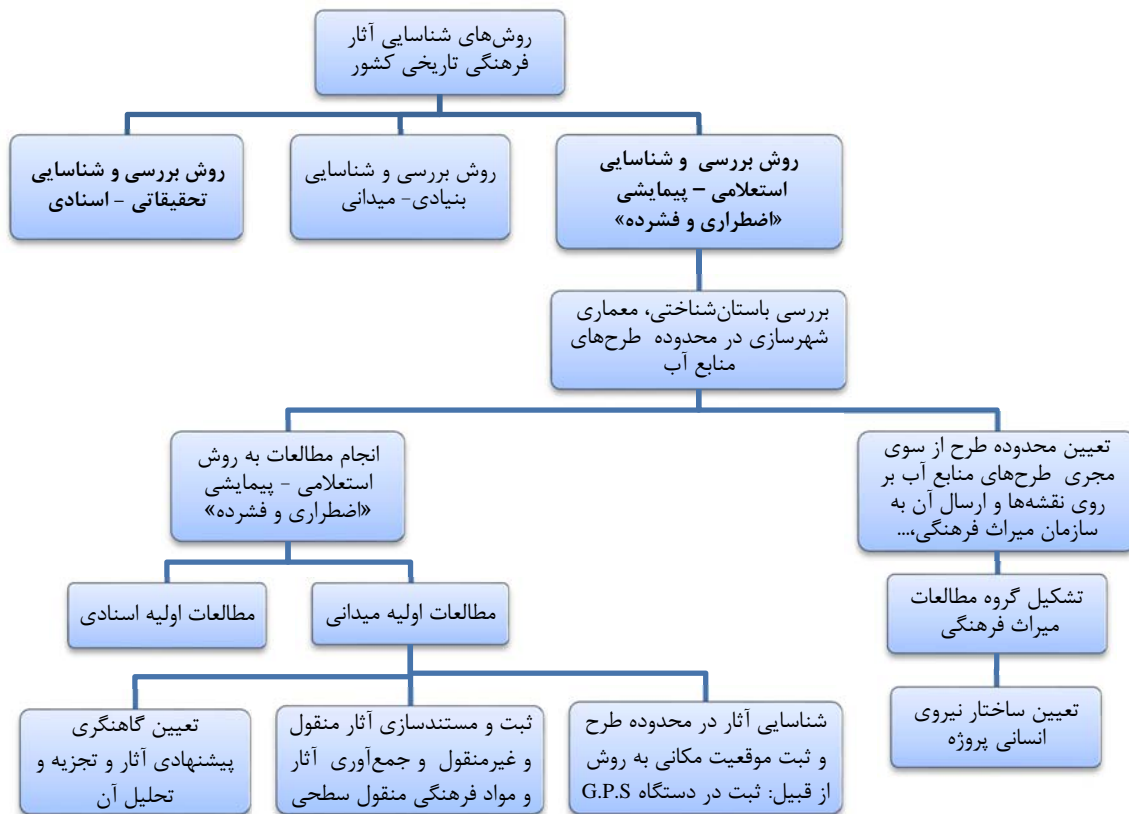 روش‌های شناسایی آثار
فرهنگی تاریخی کشور
روش بررسی و شناسایی
استعلامی – پیمایشی
«اضطراری و فشرده»
روش بررسی و شناسایی
بنیادی- میدانی
روش بررسی و شناسایی
تحقیقاتی - اسنادی
بررسی باستان‌شناختی، معماری
شهرسازی در محدوده طرح‌های
منابع آب
تعیین محدوده طرح از سوی
مجری طرح‌های منابع آب بر
روی نقشه‌ها و ارسال آن به
سازمان میراث فرهنگی،...
انجام مطالعات به روش
استعلامی - پیمایشی
«اضطراری و فشرده»
تشکیل گروه مطالعات
میراث فرهنگی
مطالعات اولیه میدانی
مطالعات اولیه اسنادی
تعیین ساختار نیروی
انسانی پروژه
شناسایی آثار در محدوده طرح
و ثبت موقعیت مکانی به روش
از قبیل: ثبت در دستگاه G.P.S
ثبت و مستندسازی آثار منقول
و غیرمنقول و جمع‌آوری آثار
و مواد فرهنگی منقول سطحی
تعیین گاهنگری
پیشنهادی آثار و تجزیه و
تحلیل آن